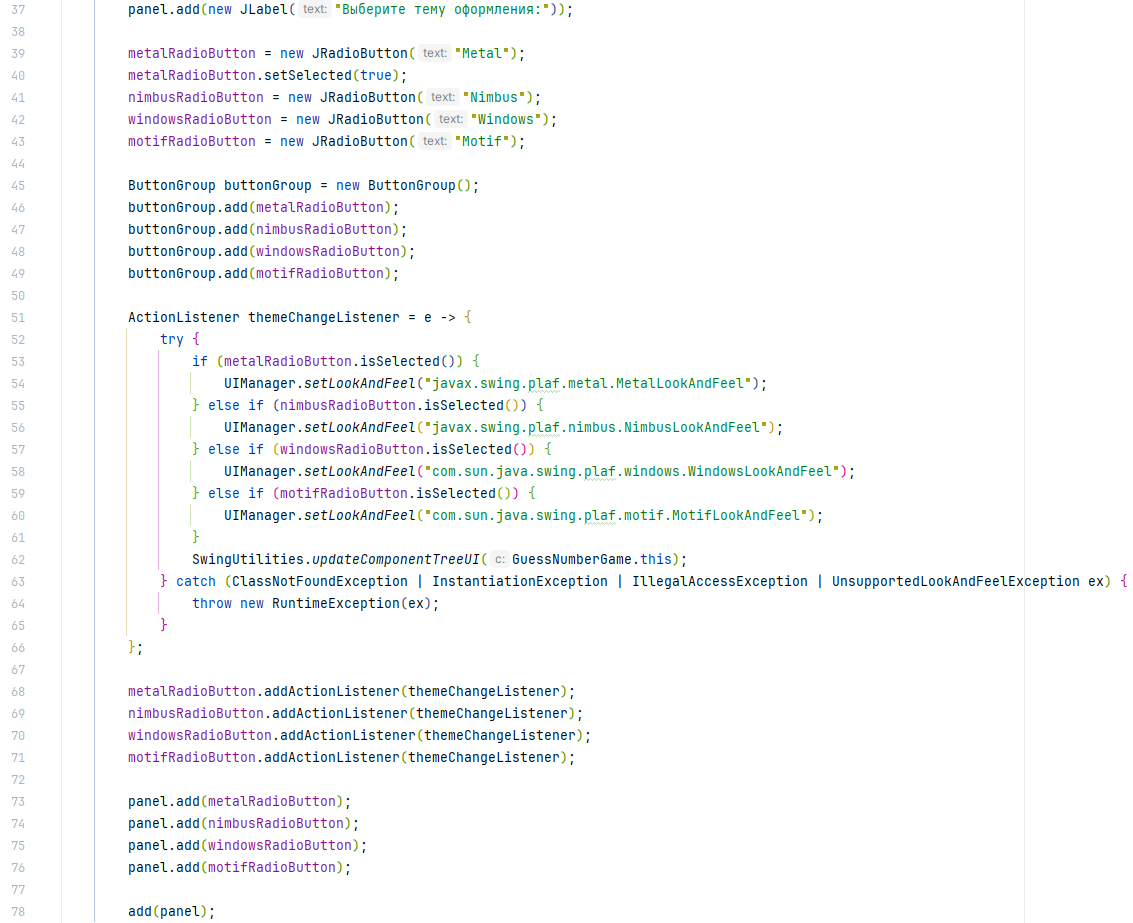 37 panel.add(new JLabel( text: "Выберите тему оформления:"));
38
39 metalRadioButton = new JRadioButton( text: "Metal");
40 metalRadioButton.setSelected(true);
41 nimbusRadioButton = new JRadioButton( text: "Nimbus");
42 windowsRadioButton = new JRadioButton( text: "Windows");
43 motifRadioButton = new JRadioButton( text: "Motif");
44
45 ButtonGroup buttonGroup = new ButtonGroup();
46 buttonGroup.add(metalRadioButton);
47 buttonGroup.add(nimbusRadioButton);
48 buttonGroup.add(windowsRadioButton);
49 buttonGroup.add(motifRadioButton);
50
51 ActionListener themeChangeListener = e -> {
52 try {
53 if (metalRadioButton.isSelected()) {
54 UIManager.setLookAndFeel("javax.swing.plaf.metal.MetalLookAndFeel");
55 } else if (nimbusRadioButton.isSelected()) {
56 UIManager.setLookAndFeel("javax.swing.plaf.nimbus.NimbusLookAndFeel");
57 } else if (windowsRadioButton.isSelected()) {
58 UIManager.setLookAndFeel("com.sun.java.swing.plaf.windows.WindowsLookAndFeel");
59 } else if (motifRadioButton.isSelected()) {
60 UIManager.setLookAndFeel("com.sun.java.swing.plaf.motif.MotifLookAndFeel");
61 }
62 SwingUtilities.updateComponentTreeUI( c: GuessNumberGame.this);
63 } catch (ClassNotFoundException | InstantiationException | IllegalAccessException | UnsupportedLookAndFeelException ex) {
64 throw new RuntimeException(ex);
65 }
66 };
67
68 metalRadioButton.addActionListener(themeChangeListener);
69 nimbusRadioButton.addActionListener(themeChangeListener);
70 windowsRadioButton.addActionListener(themeChangeListener);
71 motifRadioButton.addActionListener(themeChangeListener);
72
73 panel.add(metalRadioButton);
74 panel.add(nimbusRadioButton);
75 panel.add(windowsRadioButton);
76 panel.add(motifRadioButton);
77
78 add(panel);